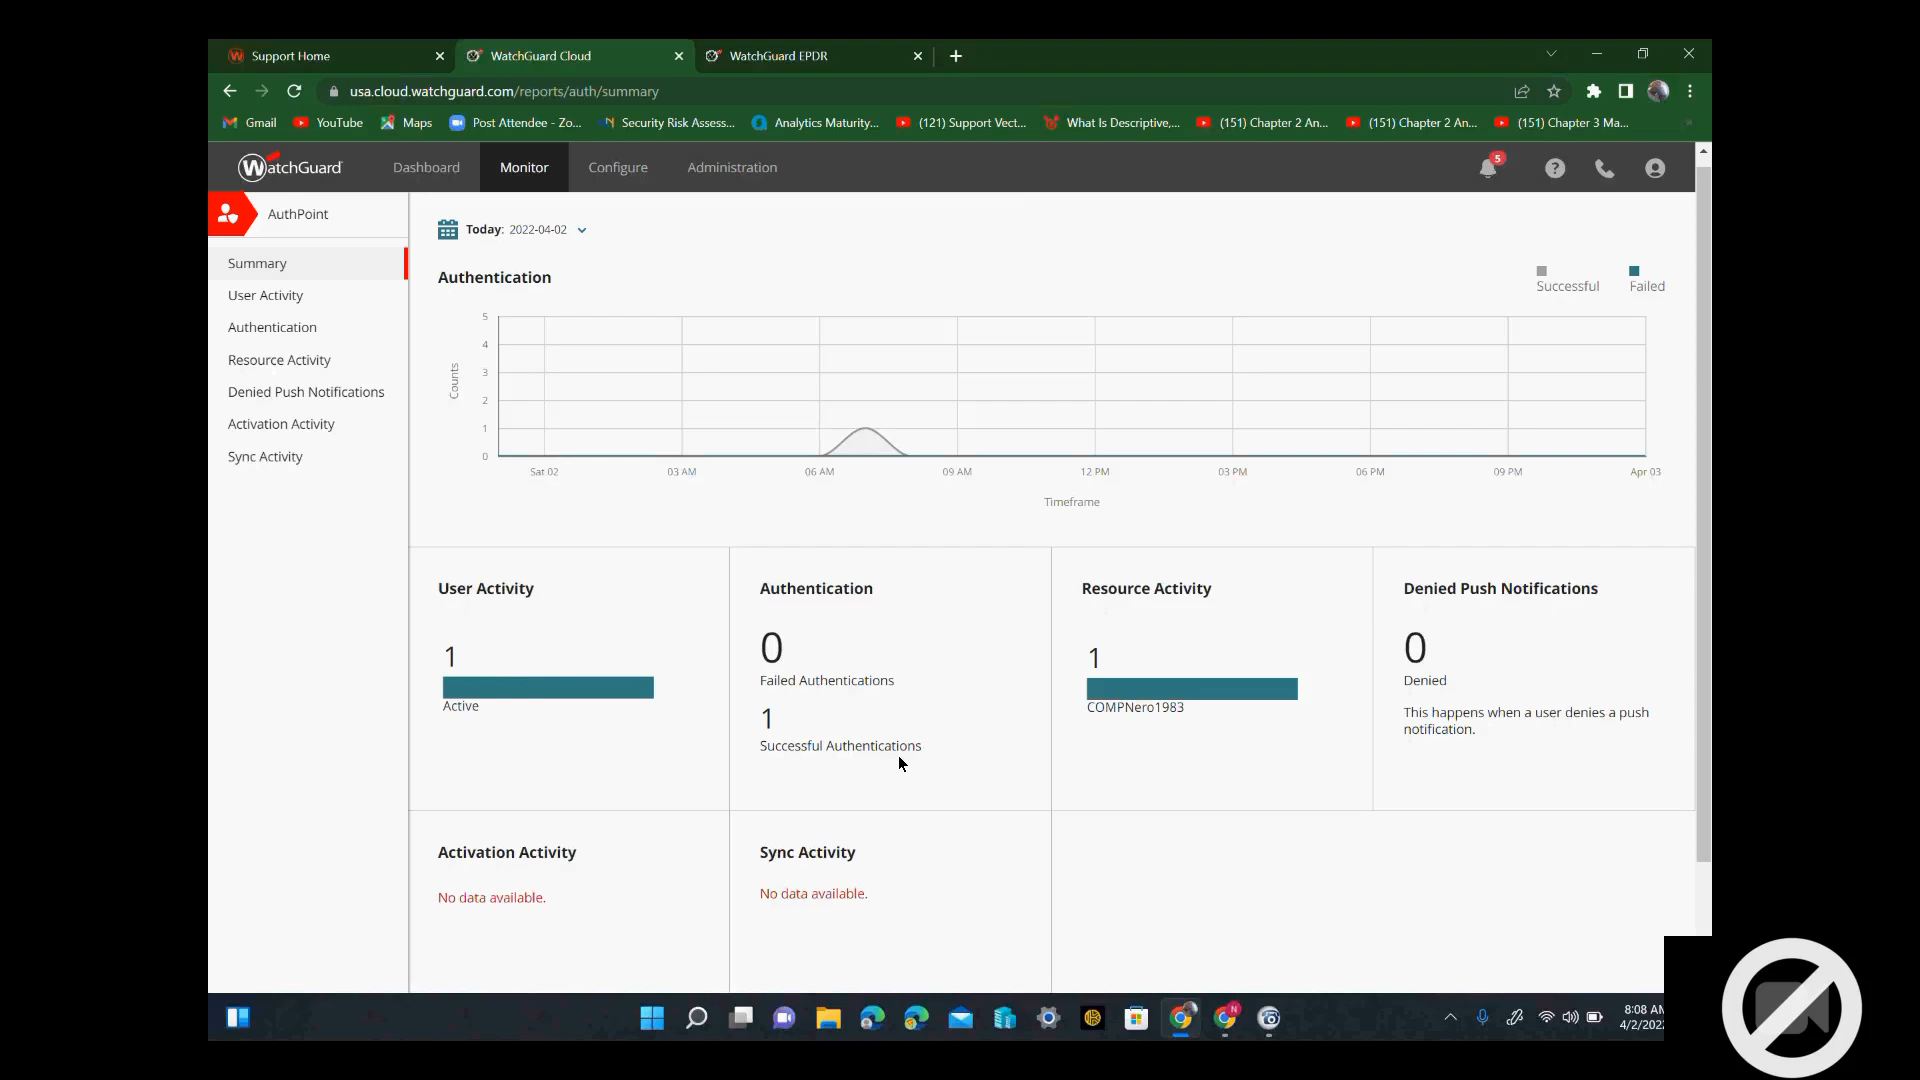 Support Home
WatchGuard Cloud
WatchGuard EPDR
usa.cloud.watchguard.com/reports/auth/summary
Gmail
YouTube
Maps
Post Attendee - Zo...
Security Risk Assess...
Analytics Maturity...
(121) Support Vect...
What Is Descriptive,...
(151) Chapter 2 An...
(151) Chapter 2 An...
(151) Chapter 3 Ma...
WatchGuard
Dashboard
Monitor
Configure
Administration
5
AuthPoint
Summary
User Activity
Authentication
Resource Activity
Denied Push Notifications
Activation Activity
Sync Activity
Today: 2022-04-02
Authentication
Successful
Failed
5
4
3
2
1
0
Counts
Sat 02
03 AM
06 AM
09 AM
12 PM
03 PM
06 PM
09 PM
Apr 03
Timeframe
User Activity
1
Active
Authentication
0
Failed Authentications
1
Successful Authentications
Resource Activity
1
COMPNero1983
Denied Push Notifications
0
Denied
This happens when a user denies a push
notification.
Activation Activity
No data available.
Sync Activity
No data available.
8:08 AM
4/2/202